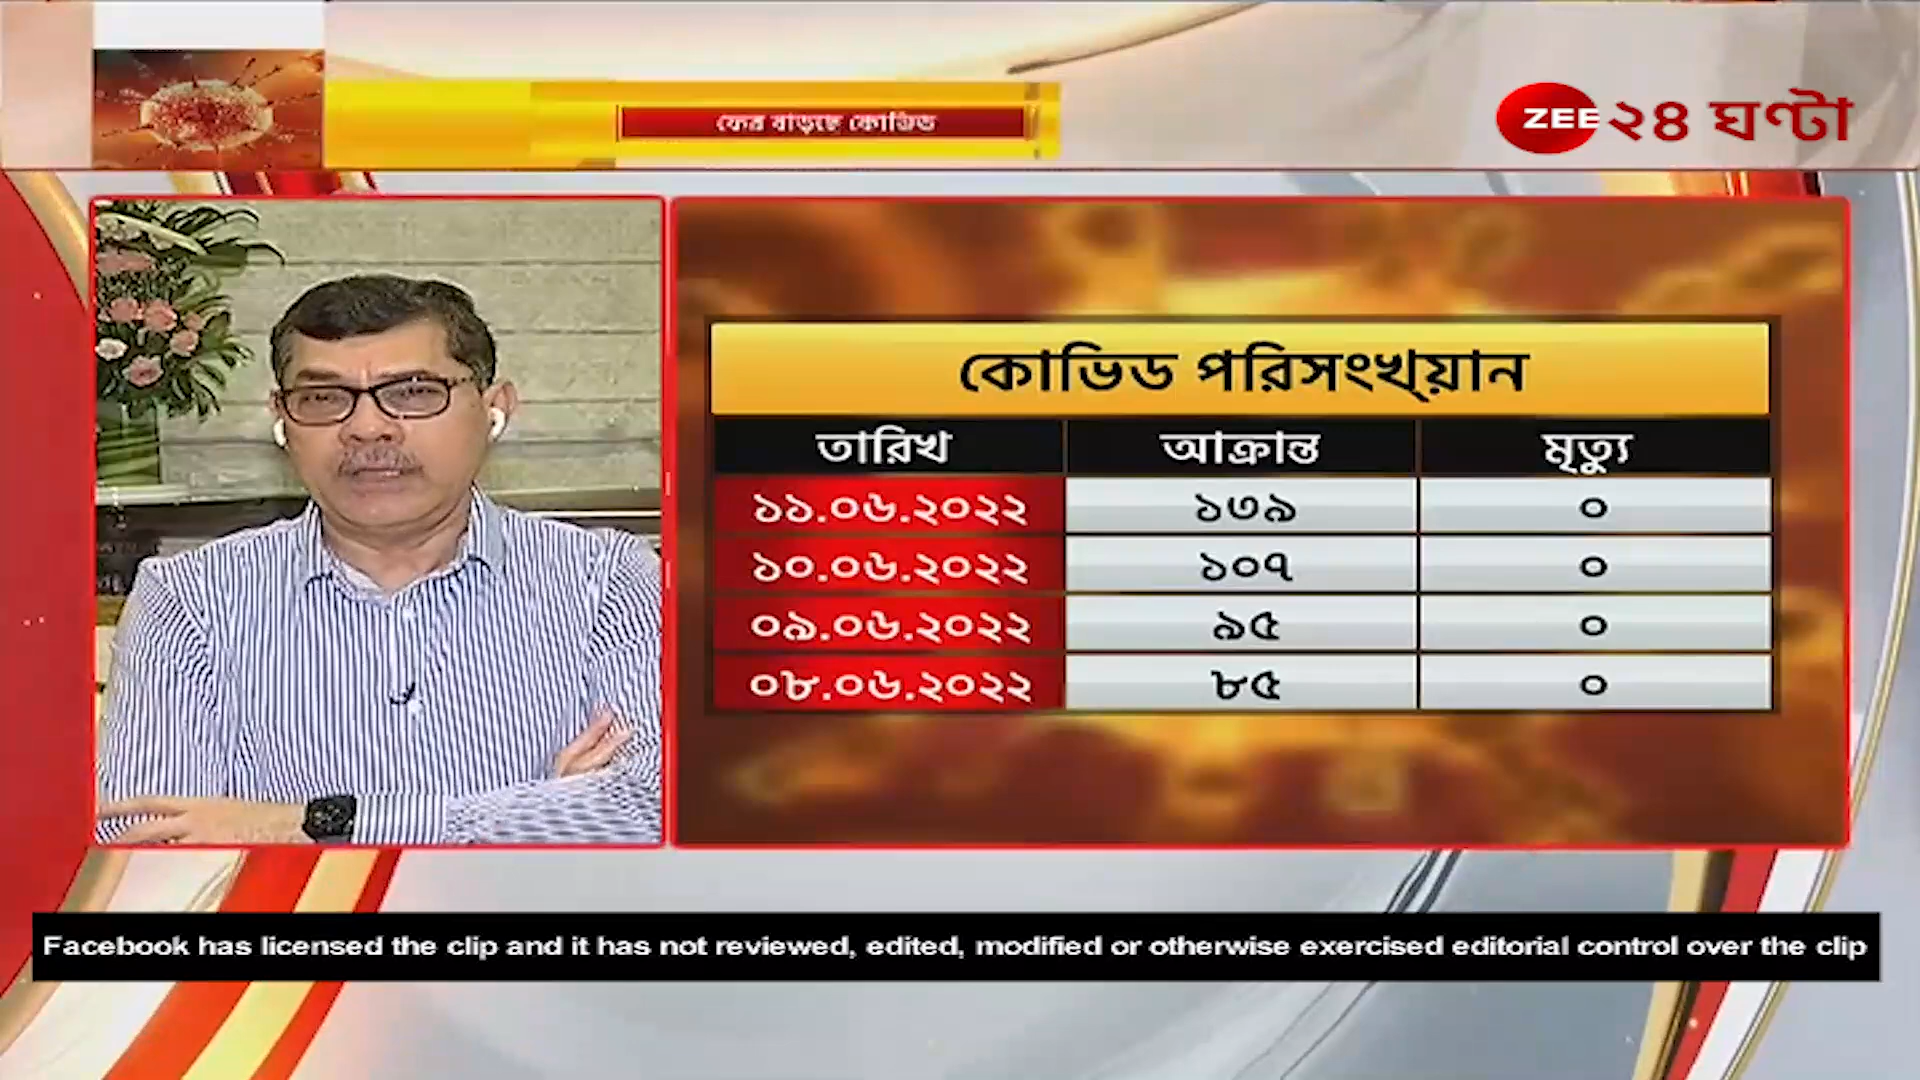 ফের বাড়ছে কোভিড
ZEE ২৪ ঘণ্টা
কোভিড পরিসংখ্য়ান
তারিখ আক্রান্ত মৃত্যু
১১.০৬.২০২২ ১৩৯ ০
১০.০৬.২০২২ ১০৭ ০
০৯.০৬.২০২২ ৯৫ ০
০৮.০৬.২০২২ ৮৫ ০
Facebook has licensed the clip and it has not reviewed, edited, modified or otherwise exercised editorial control over the clip